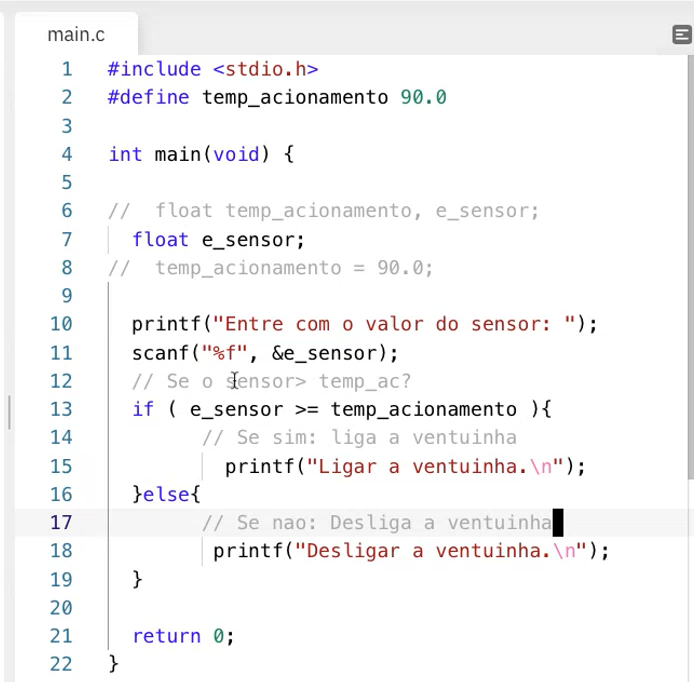 main.c
1 #include <stdio.h>
2 #define temp_acionamento 90.0
3
4 int main(void) {
5
6 //  float temp_acionamento, e_sensor;
7   float e_sensor;
8 //  temp_acionamento = 90.0;
9
10   printf("Entre com o valor do sensor: ");
11   scanf("%f", &e_sensor);
12   // Se o sensor> temp_ac?
13   if ( e_sensor >= temp_acionamento ){
14         // Se sim: liga a ventuinha
15           printf("Ligar a ventuinha.\n");
16   }else{
17         // Se nao: Desliga a ventuinha
18          printf("Desligar a ventuinha.\n");
19   }
20
21   return 0;
22 }